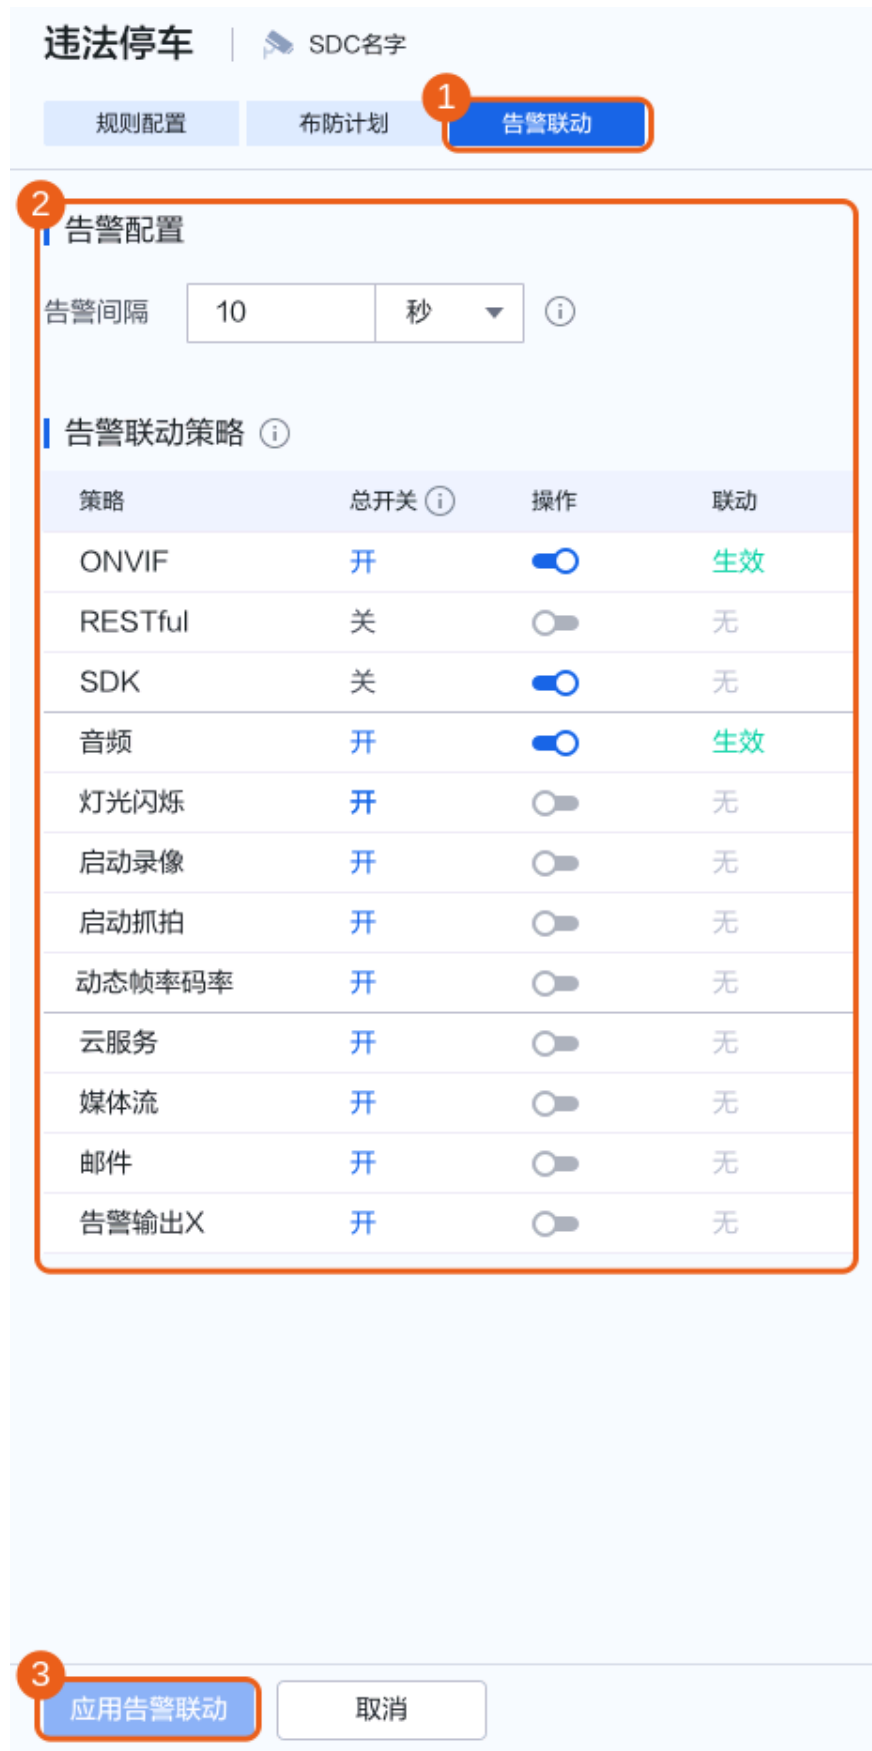 违法停车 SDC名字
1
规则配置 布防计划 告警联动
2
告警配置
告警间隔 10 秒
告警联动策略
策略 总开关 操作 联动
ONVIF 开 生效
RESTful 关 无
SDK 关 无
音频 开 生效
灯光闪烁 开 无
启动录像 开 无
启动抓拍 开 无
动态帧率码率 开 无
云服务 开 无
媒体流 开 无
邮件 开 无
告警输出X 开 无
3
应用告警联动 取消